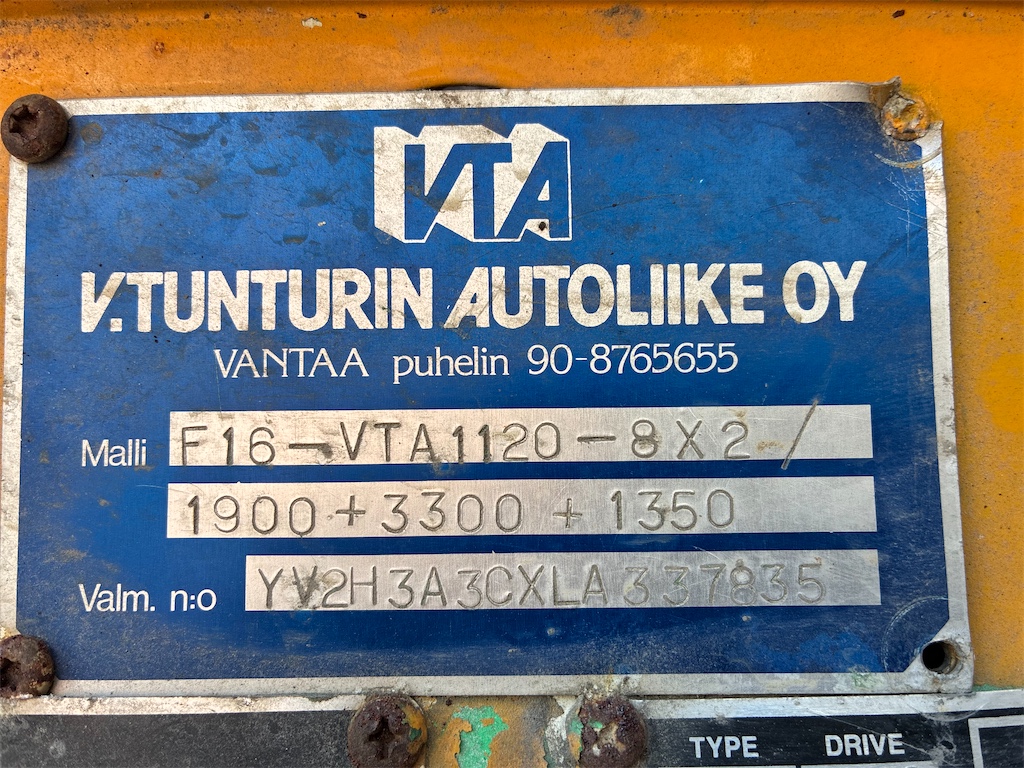 VTA
V.TUNTURIN AUTOLIIKE OY
VANTAA puhelin 90-8765655
Malli F16-VTA1120-8X2/
1900+3300+1350
Valm. n:o YV2H3A3CXLA337835
TYPE DRIVE